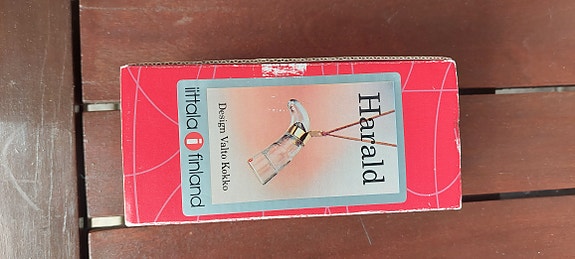 Harald
Design Valto Kokko
iittala i finland